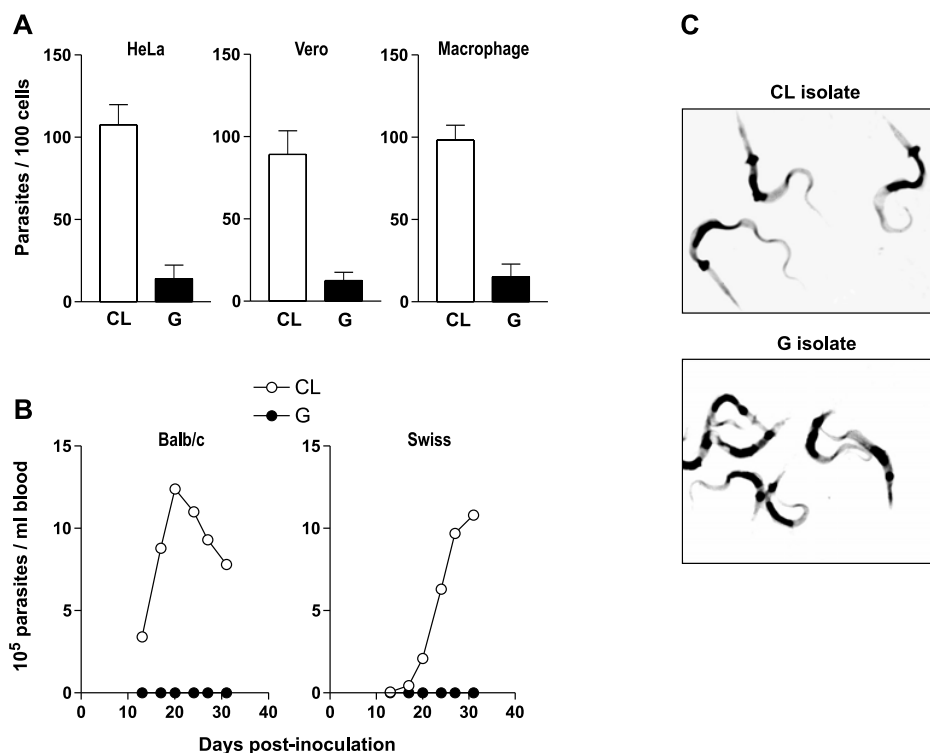 A
C
HeLa
Vero
Macrophage
Parasites / 100 cells
150
100
50
0
CL
G
150
100
50
0
CL
G
150
100
50
0
CL
G
CL isolate
G isolate
B
CL
G
Balb/c
Swiss
10⁵ parasites / ml blood
15
10
5
0
0
10
20
30
40
15
10
5
0
0
10
20
30
40
Days post-inoculation